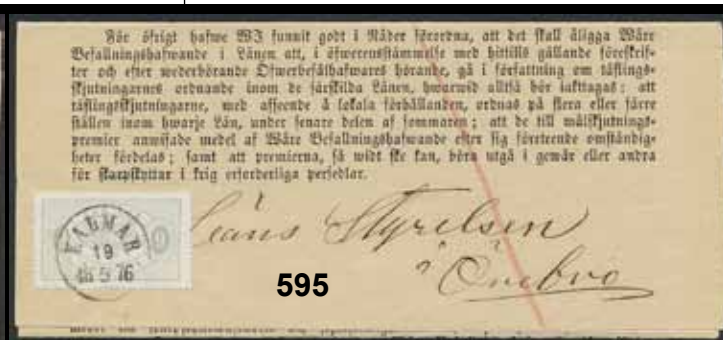 För öfrigt hafwe WJ funnit godt i Nåder förordna, att det skall åligga Wåre
Befallningshafwande i Länen att, i öfwerensstämmelse med hittills gällande föreskrif-
ter och efter wederbörande Öfwerbefälhafwares hörande, gå i författning om täflings-
skjutningarnes ordnande inom de särskilda Länen, hwarwid alltså bör iakttagas: att
täflingsskjutningarne, med afseende å lokala förhållanden, ordnas på flera eller färre
ställen inom hwarje Län, under senare delen af sommaren; att de till målskjutnings-
premier anwisade medel af Wåre Befallningshafwande efter sig företeende omständig-
heter fördelas; samt att premierna, så widt ske kan, böra utgå i gewär eller andra
för skarpskyttar i krig erforderliga persedlar.
Läns Styrelsen
i Örebro
KALMAR
19
5 76
595